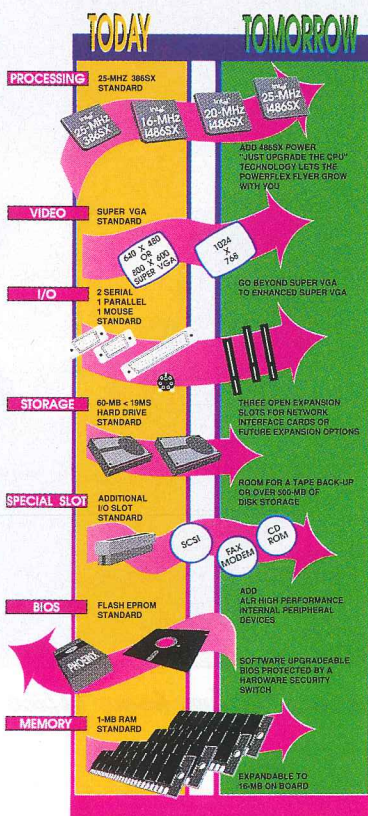 TODAY
TOMORROW
PROCESSING
25-MHZ 386SX
STANDARD
intel
25-MHz
386SX
intel
16-MHz
i486SX
intel
20-MHz
i486SX
intel
25-MHz
i486SX
ADD 486SX POWER
"JUST UPGRADE THE CPU"
TECHNOLOGY LETS THE
POWERFLEX FLYER GROW
WITH YOU
VIDEO
SUPER VGA
STANDARD
640 X 480
OR
800 X 600
SUPER VGA
1024
X
768
GO BEYOND SUPER VGA
TO ENHANCED SUPER VGA
I/O
2 SERIAL
1 PARALLEL
1 MOUSE
STANDARD
THREE OPEN EXPANSION
SLOTS FOR NETWORK
INTERFACE CARDS OR
FUTURE EXPANSION OPTIONS
STORAGE
60-MB < 19MS
HARD DRIVE
STANDARD
ROOM FOR A TAPE BACK-UP
OR OVER 500-MB OF
DISK STORAGE
SPECIAL SLOT
ADDITIONAL
I/O SLOT
STANDARD
SCSI
FAX
MODEM
CD
ROM
ADD
ALR HIGH PERFORMANCE
INTERNAL PERIPHERAL
DEVICES
BIOS
FLASH EPROM
STANDARD
PHOENIX
SOFTWARE UPGRADEABLE
BIOS PROTECTED BY A
HARDWARE SECURITY
SWITCH
MEMORY
1-MB RAM
STANDARD
EXPANDABLE TO
16-MB ON BOARD